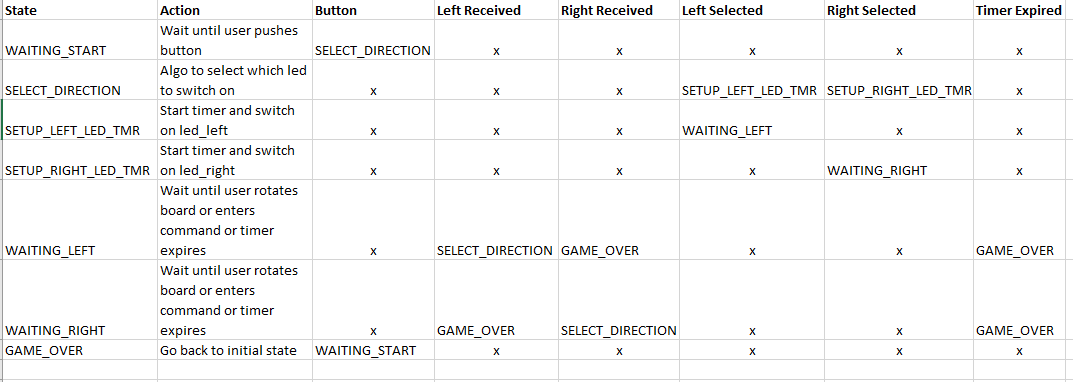 State Action Button Left Received Right Received Left Selected Right Selected Timer Expired
Wait until user pushes
WAITING_START button SELECT_DIRECTION x x x x x
Algo to select which led
SELECT_DIRECTION to switch on x x x SETUP_LEFT_LED_TMR SETUP_RIGHT_LED_TMR x
Start timer and switch
SETUP_LEFT_LED_TMR on led_left x x x WAITING_LEFT x x
Start timer and switch
SETUP_RIGHT_LED_TMR on led_right x x x x WAITING_RIGHT x
Wait until user rotates
board or enters
command or timer
WAITING_LEFT expires x SELECT_DIRECTION GAME_OVER x x GAME_OVER
Wait until user rotates
board or enters
command or timer
WAITING_RIGHT expires x GAME_OVER SELECT_DIRECTION x x GAME_OVER
GAME_OVER Go back to initial state WAITING_START x x x x x